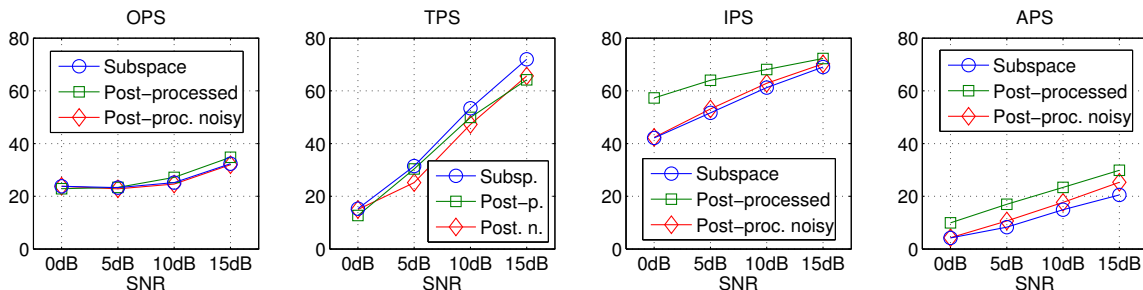 OPS
80
60
40
20
0
Subspace
Post-processed
Post-proc. noisy
0dB 5dB 10dB 15dB
SNR
TPS
80
60
40
20
0
Subsp.
Post-p.
Post. n.
0dB 5dB 10dB 15dB
SNR
IPS
80
60
40
20
0
Subspace
Post-processed
Post-proc. noisy
0dB 5dB 10dB 15dB
SNR
APS
80
60
40
20
0
Subspace
Post-processed
Post-proc. noisy
0dB 5dB 10dB 15dB
SNR